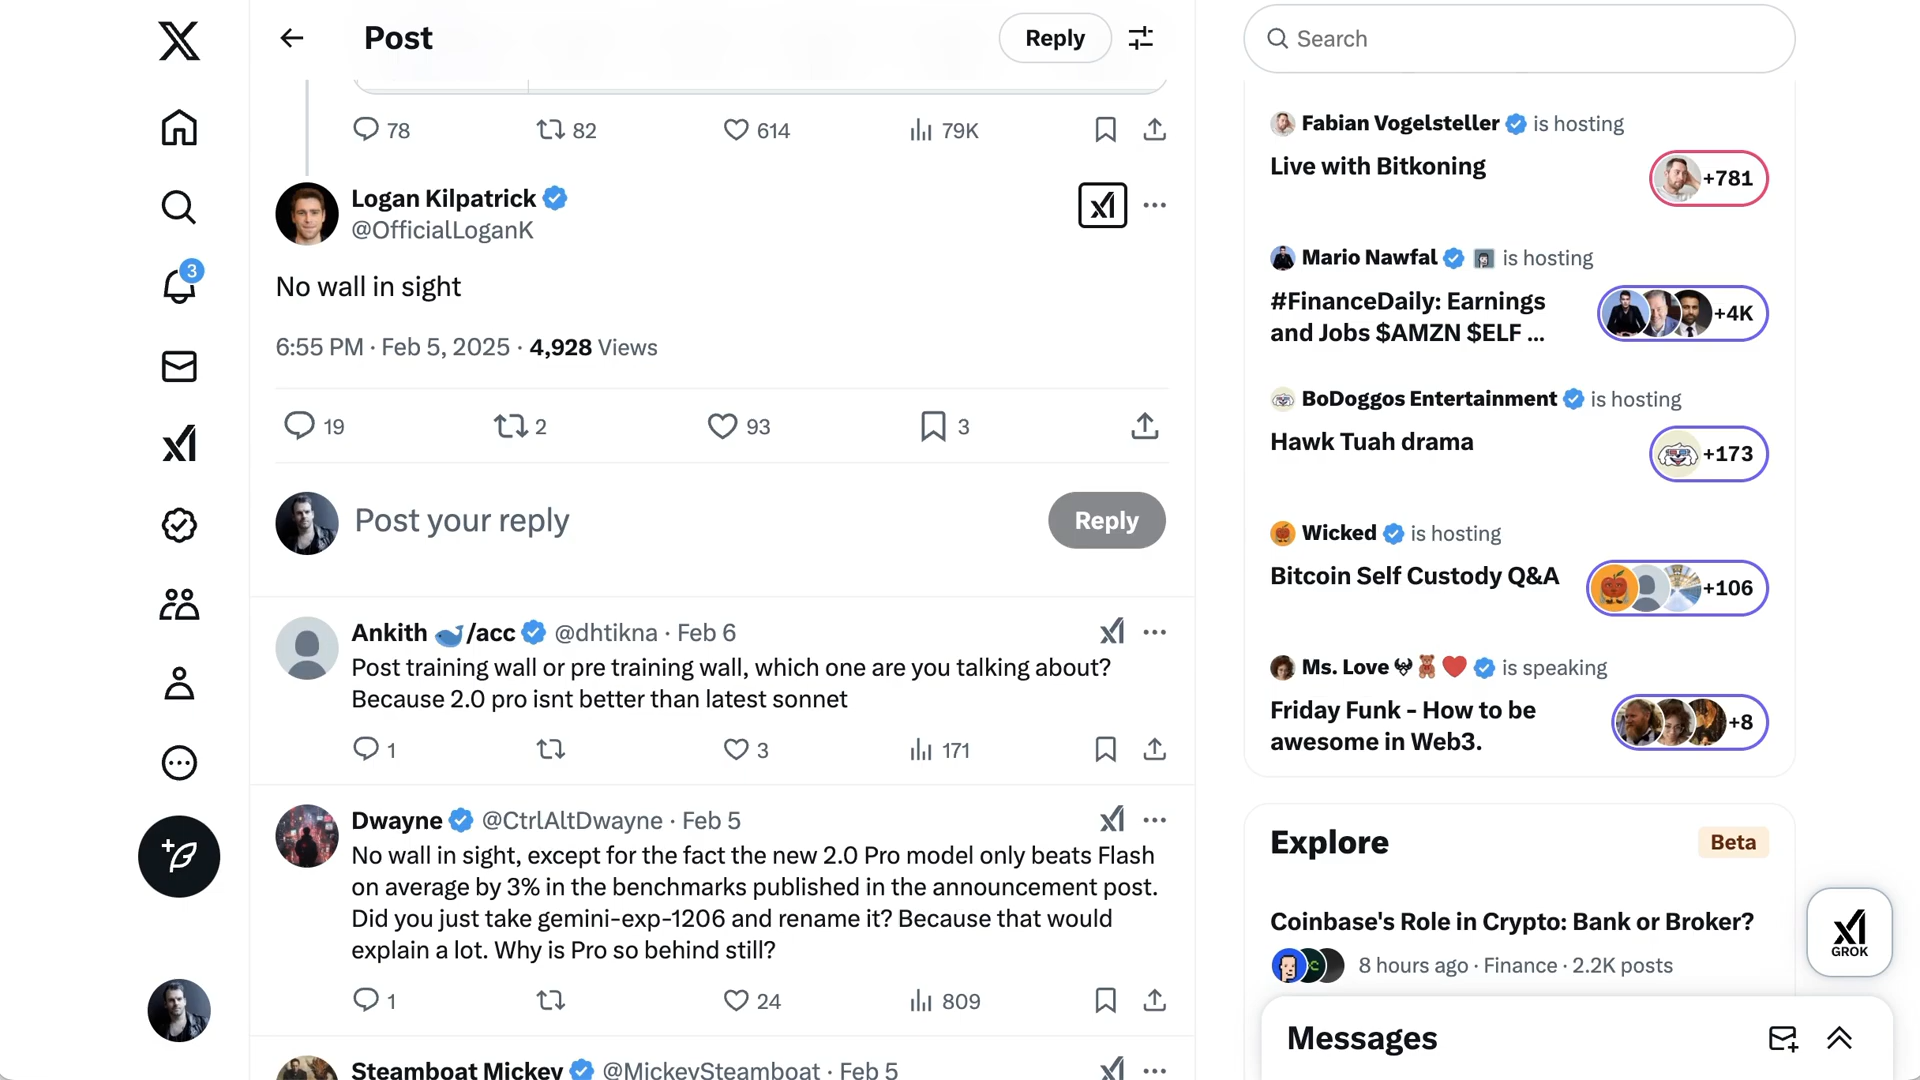 Post
Reply
Search
78
82
614
79K
Logan Kilpatrick
@OfficialLoganK
No wall in sight
6:55 PM · Feb 5, 2025 · 4,928 Views
19
2
93
3
Post your reply
Reply
Ankith 🐳/acc @dhtikna · Feb 6
Post training wall or pre training wall, which one are you talking about?
Because 2.0 pro isnt better than latest sonnet
1
3
171
Dwayne @CtrlAltDwayne · Feb 5
No wall in sight, except for the fact the new 2.0 Pro model only beats Flash
on average by 3% in the benchmarks published in the announcement post.
Did you just take gemini-exp-1206 and rename it? Because that would
explain a lot. Why is Pro so behind still?
1
24
809
Steamboat Mickey @MickeySteamboat · Feb 5
3
Fabian Vogelsteller is hosting
Live with Bitkoning
+781
Mario Nawfal is hosting
#FinanceDaily: Earnings
and Jobs $AMZN $ELF ...
+4K
BoDoggos Entertainment is hosting
Hawk Tuah drama
+173
Wicked is hosting
Bitcoin Self Custody Q&A
+106
Ms. Love 🧸❤️ is speaking
Friday Funk - How to be
awesome in Web3.
+8
Explore
Beta
Coinbase's Role in Crypto: Bank or Broker?
8 hours ago · Finance · 2.2K posts
GROK
Messages